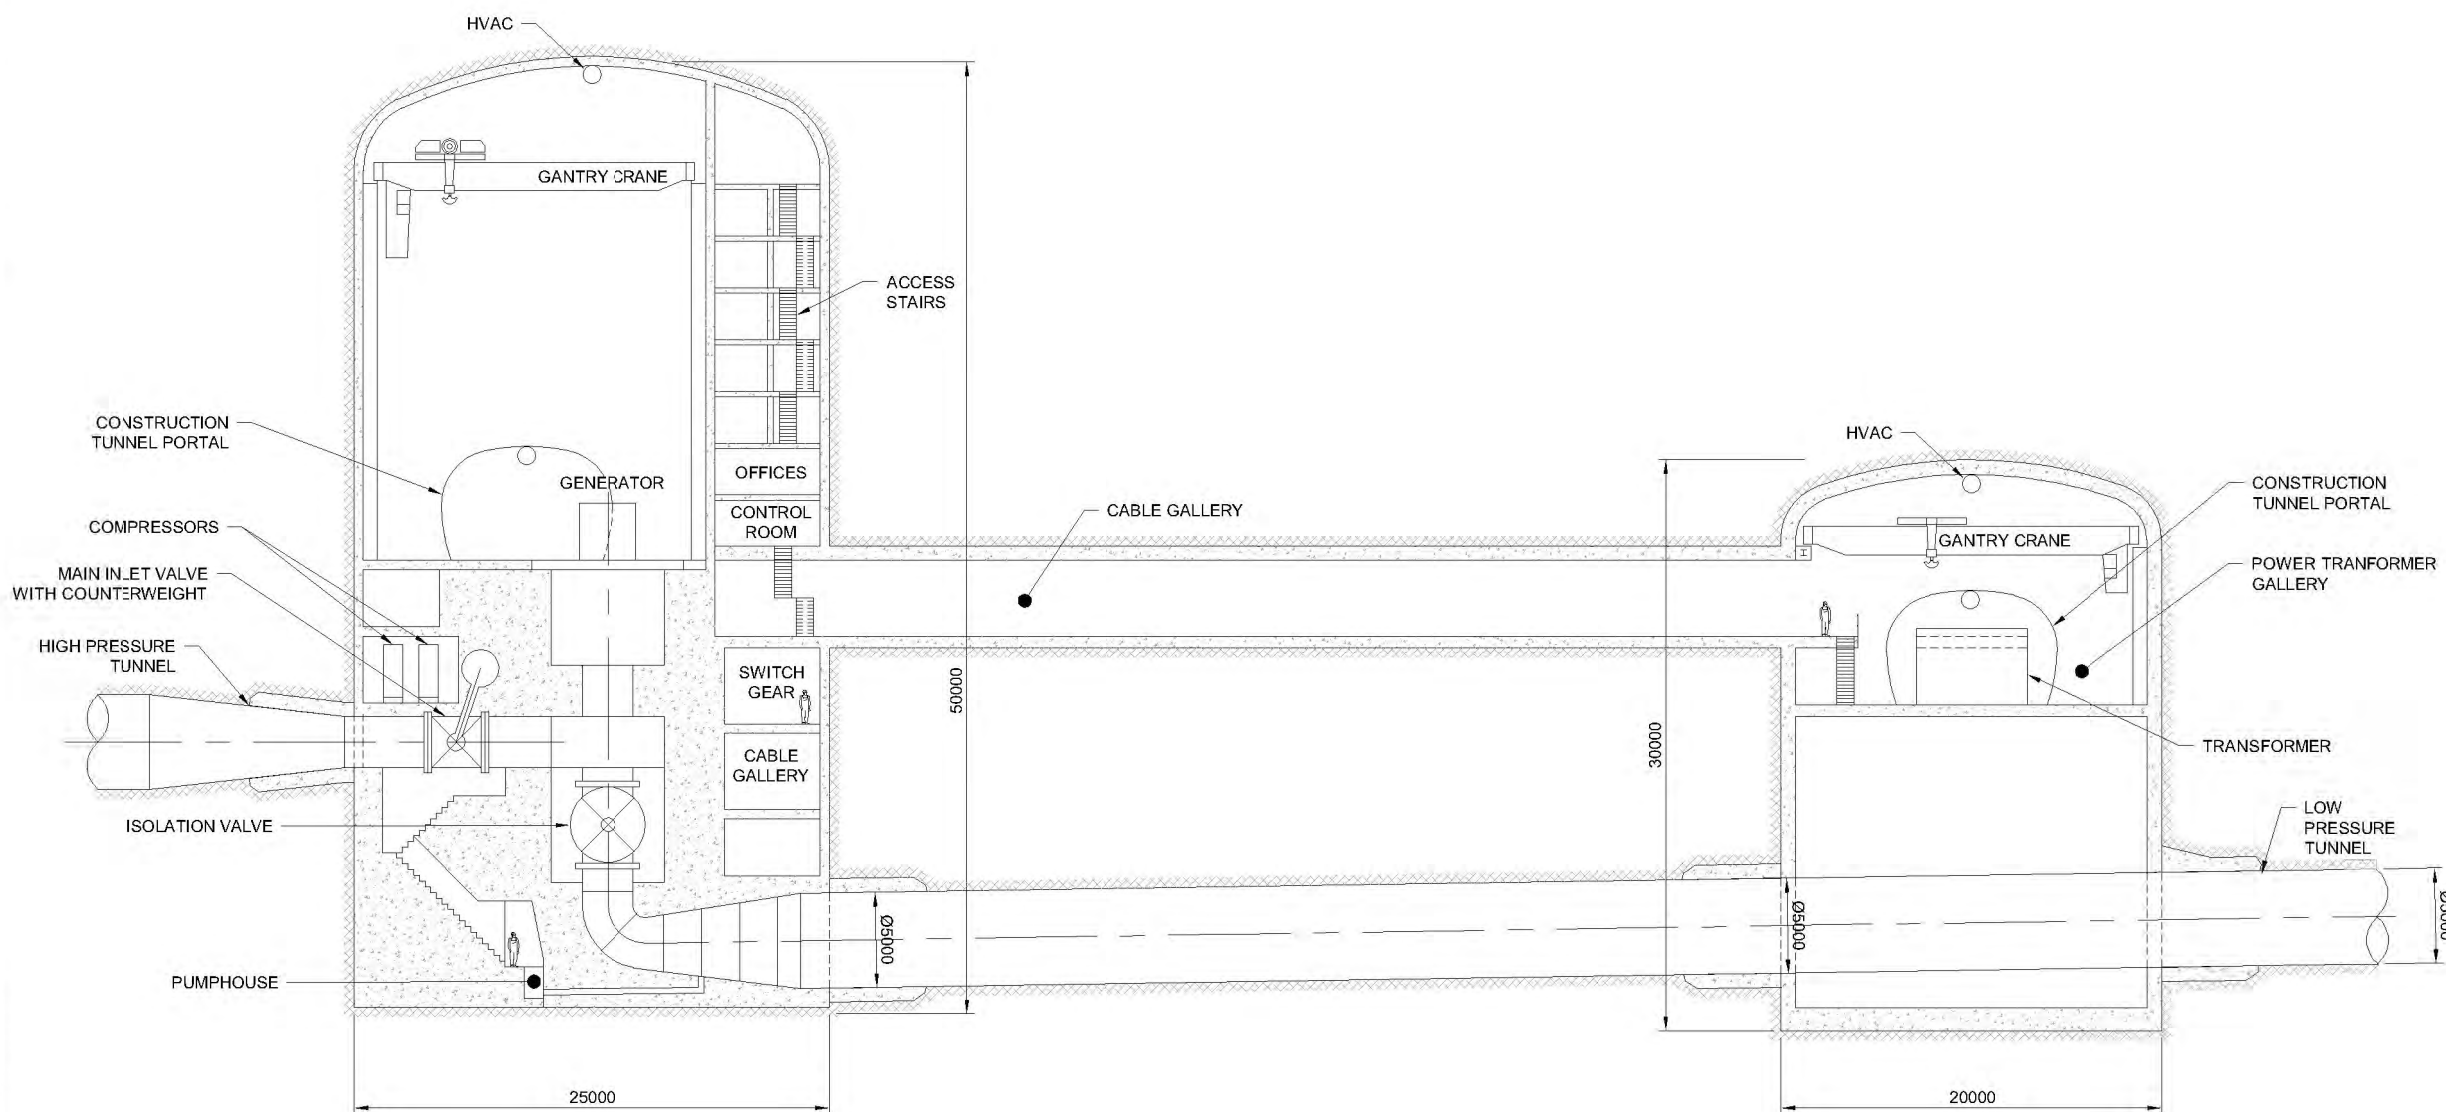 HVAC
GANTRY CRANE
ACCESS
STAIRS
CONSTRUCTION
TUNNEL PORTAL
GENERATOR
OFFICES
CONTROL
ROOM
COMPRESSORS
MAIN INLET VALVE
WITH COUNTERWEIGHT
HIGH PRESSURE
TUNNEL
SWITCH
GEAR
CABLE
GALLERY
ISOLATION VALVE
PUMPHOUSE
50000
Ø5000
25000
CABLE GALLERY
HVAC
CONSTRUCTION
TUNNEL PORTAL
GANTRY CRANE
POWER TRANFORMER
GALLERY
30000
TRANSFORMER
LOW
PRESSURE
TUNNEL
Ø5000
20000